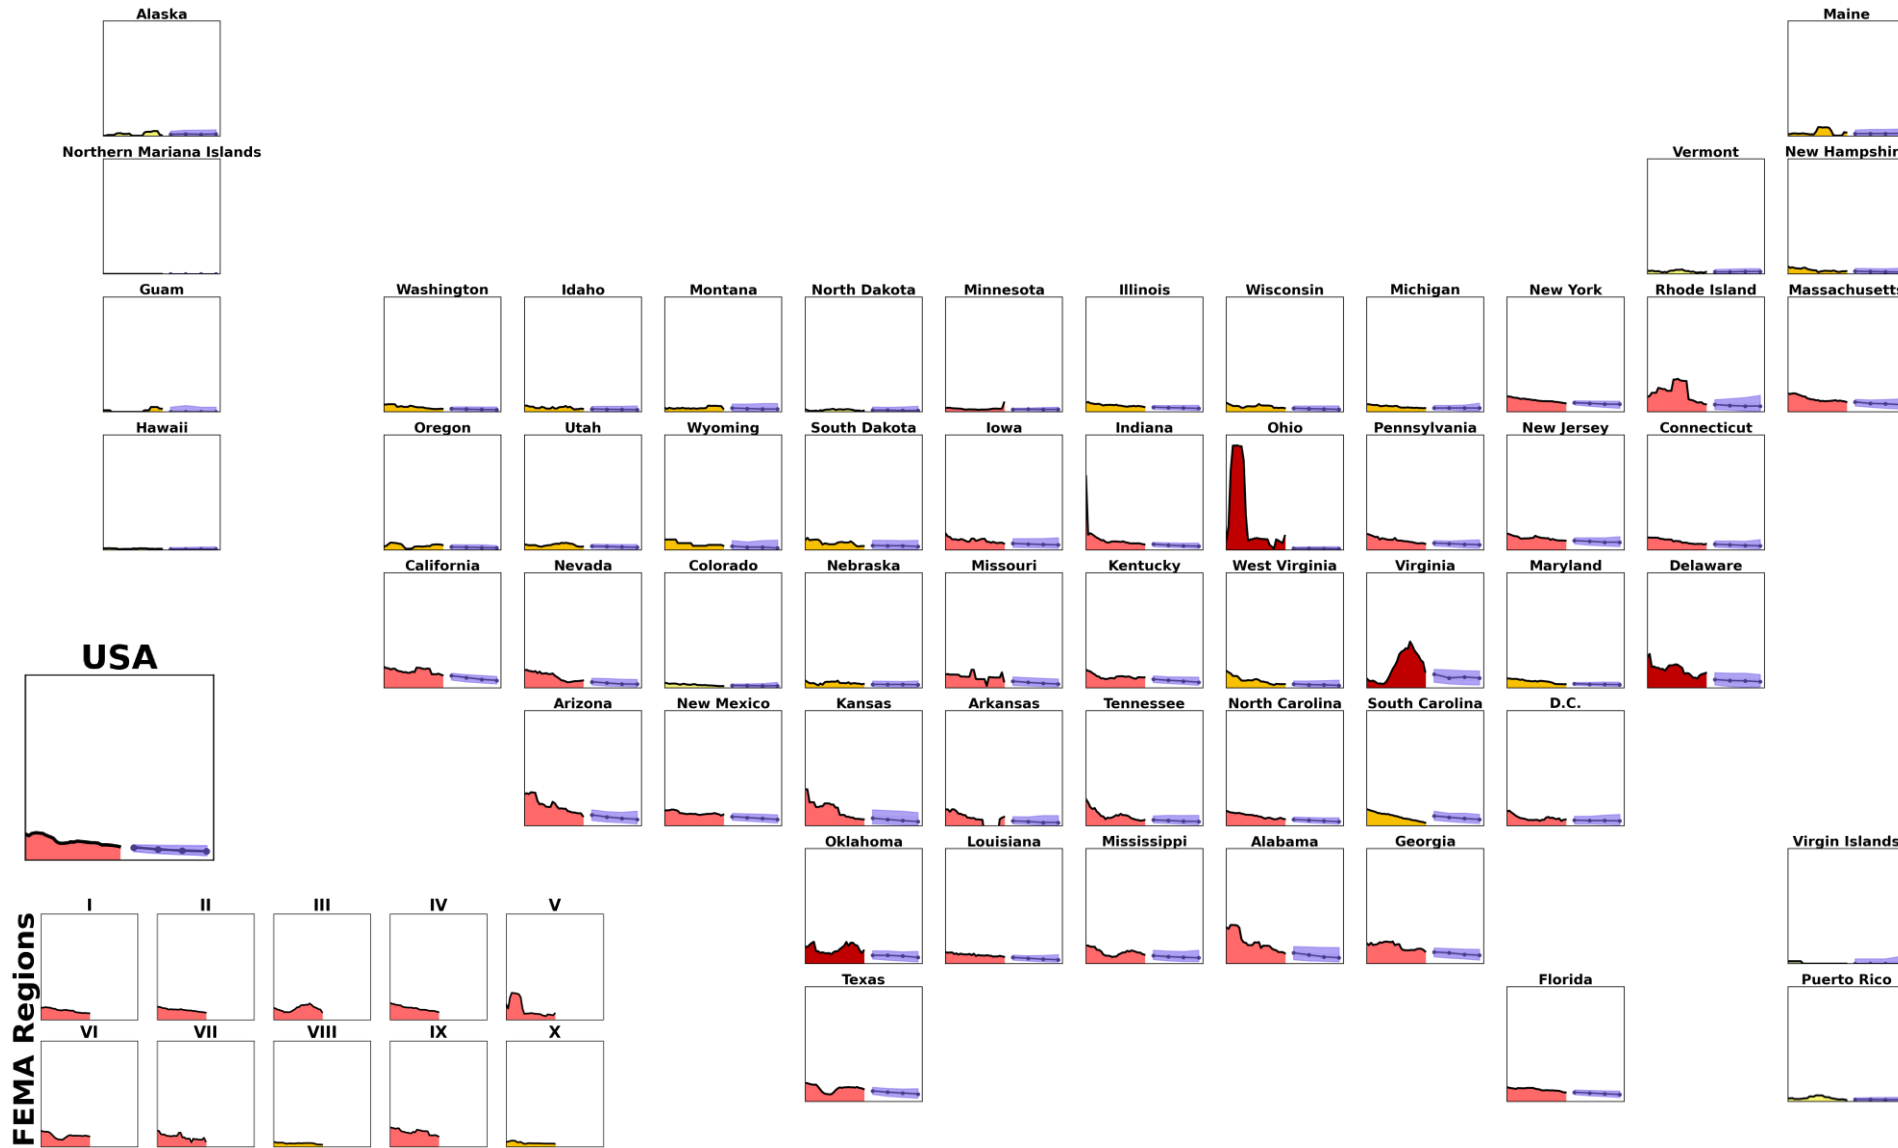 Alaska
Maine
Northern Mariana Islands
Vermont
New Hampshir
Guam
Washington
Idaho
Montana
North Dakota
Minnesota
Illinois
Wisconsin
Michigan
New York
Rhode Island
Massachusetts
Hawaii
Oregon
Utah
Wyoming
South Dakota
Iowa
Indiana
Ohio
Pennsylvania
New Jersey
Connecticut
California
Nevada
Colorado
Nebraska
Missouri
Kentucky
West Virginia
Virginia
Maryland
Delaware
USA
Arizona
New Mexico
Kansas
Arkansas
Tennessee
North Carolina
South Carolina
D.C.
Oklahoma
Louisiana
Mississippi
Alabama
Georgia
Virgin Islands
FEMA Regions
I
II
III
IV
V
VI
VII
VIII
IX
X
Texas
Florida
Puerto Rico